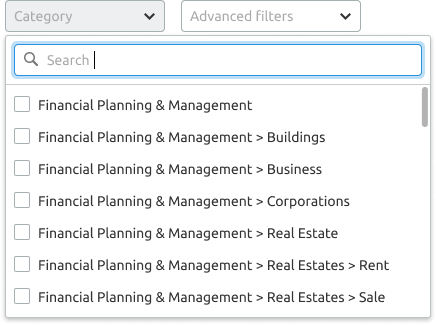 Category Advanced filters
Search
Financial Planning & Management
Financial Planning & Management > Buildings
Financial Planning & Management > Business
Financial Planning & Management > Corporations
Financial Planning & Management > Real Estate
Financial Planning & Management > Real Estates > Rent
Financial Planning & Management > Real Estates > Sale